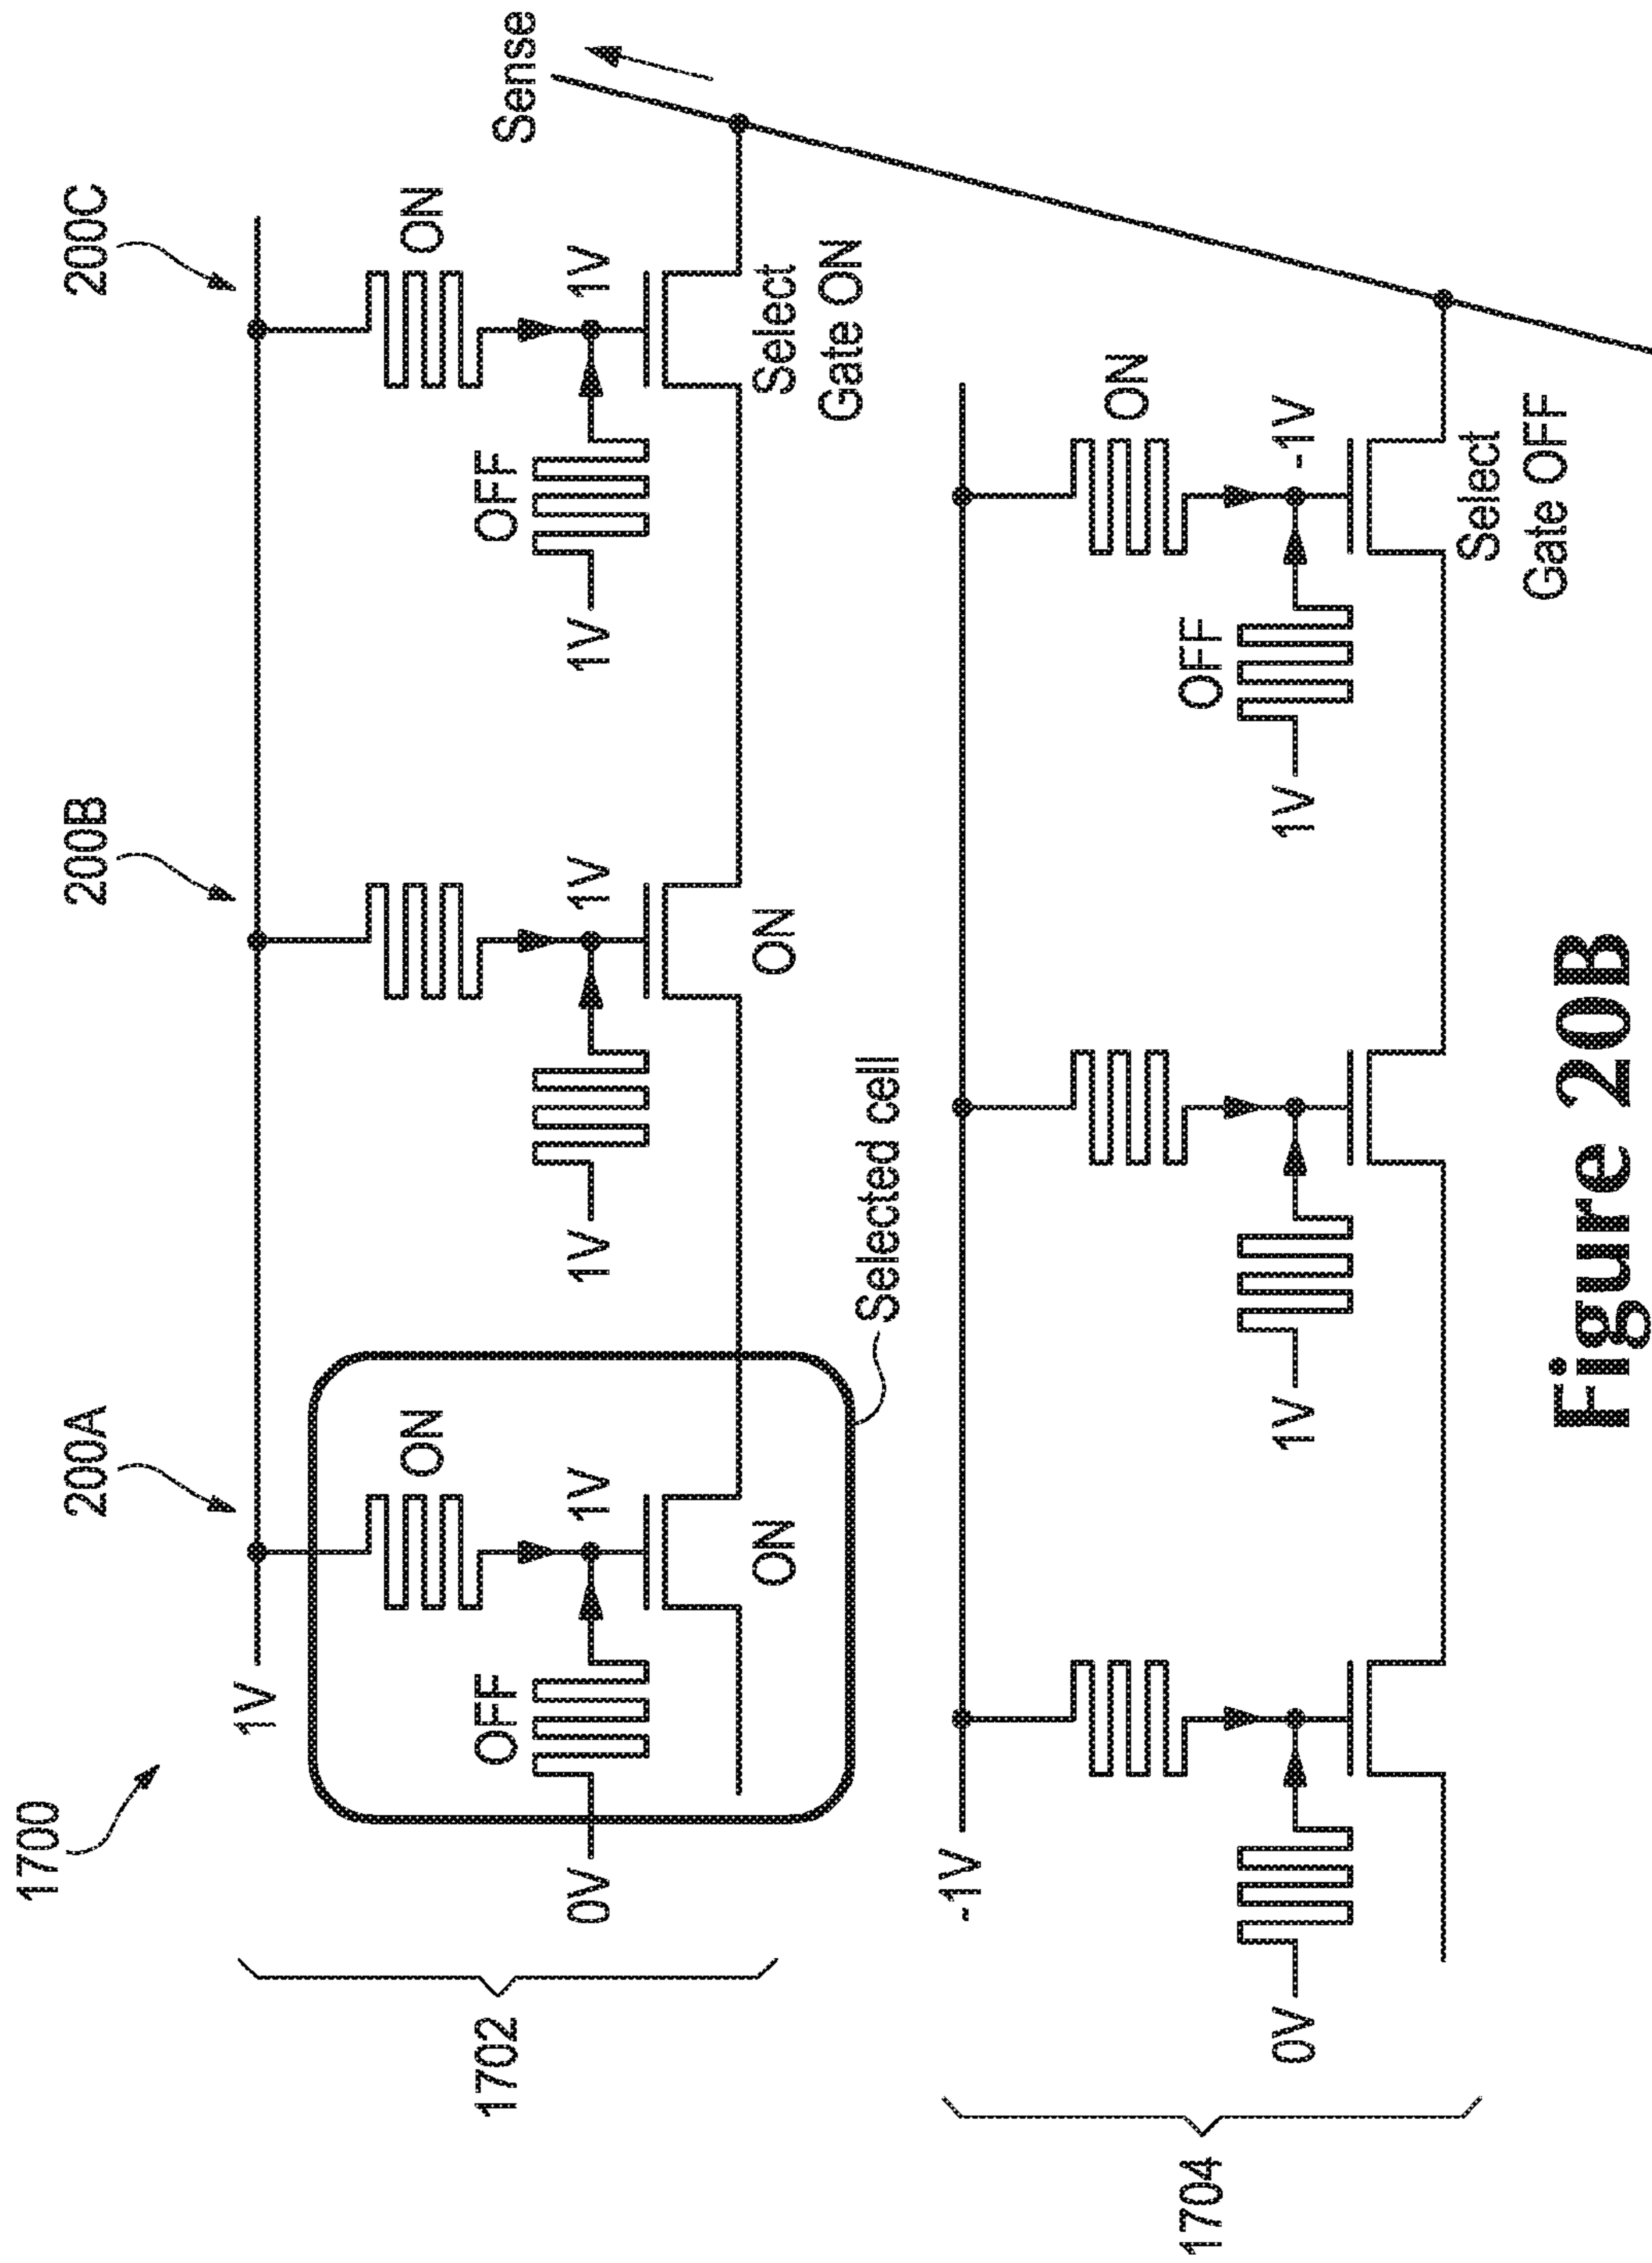 1700
200A
200B
200C
1V
Sense
ON
ON
OFF
OFF
0V
1V
1V
1V
1V
1V
ON
ON
Select
Gate ON
1702
Selected cell
~1V
ON
OFF
0V
1V
1V
-1V
Select
Gate OFF
1704
Figure 20B